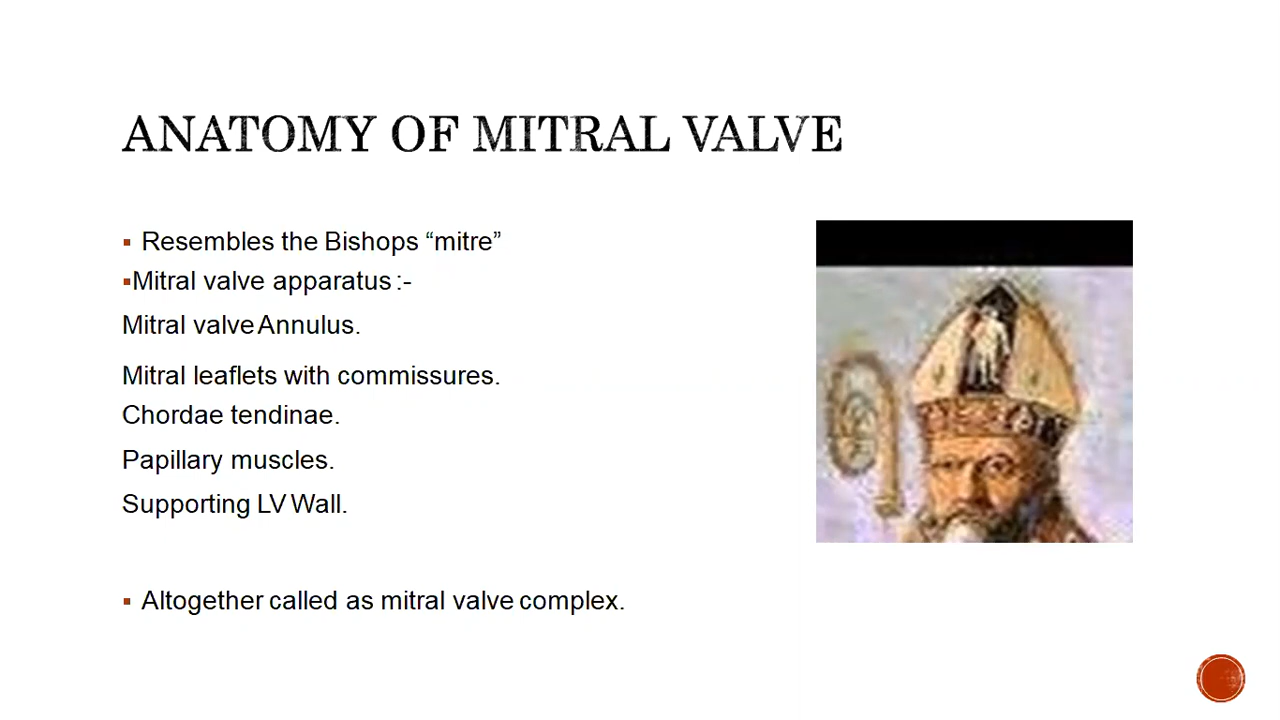 ANATOMY OF MITRAL VALVE
▪ Resembles the Bishops “mitre”
▪Mitral valve apparatus :-
Mitral valve Annulus.
Mitral leaflets with commissures.
Chordae tendinae.
Papillary muscles.
Supporting LV Wall.
▪ Altogether called as mitral valve complex.